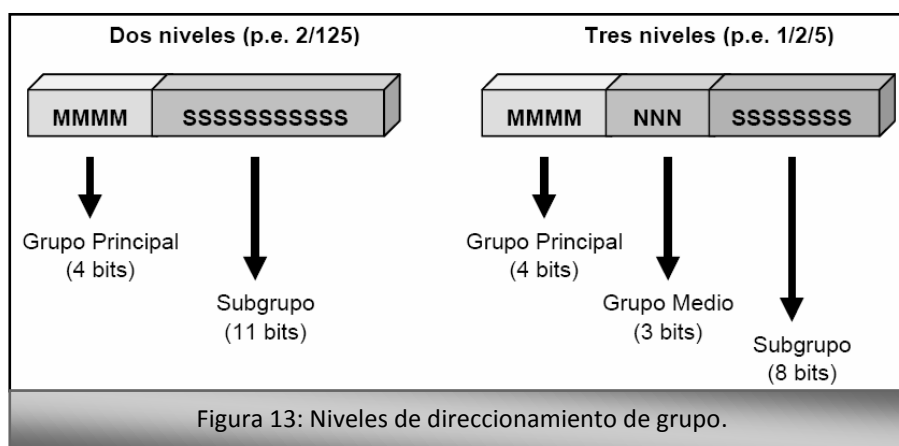 Dos niveles (p.e. 2/125)
MMMM SSSSSSSSSSS
Grupo Principal
(4 bits)
Subgrupo
(11 bits)
Tres niveles (p.e. 1/2/5)
MMMM NNN SSSSSSSS
Grupo Principal
(4 bits)
Grupo Medio
(3 bits)
Subgrupo
(8 bits)
Figura 13: Niveles de direccionamiento de grupo.